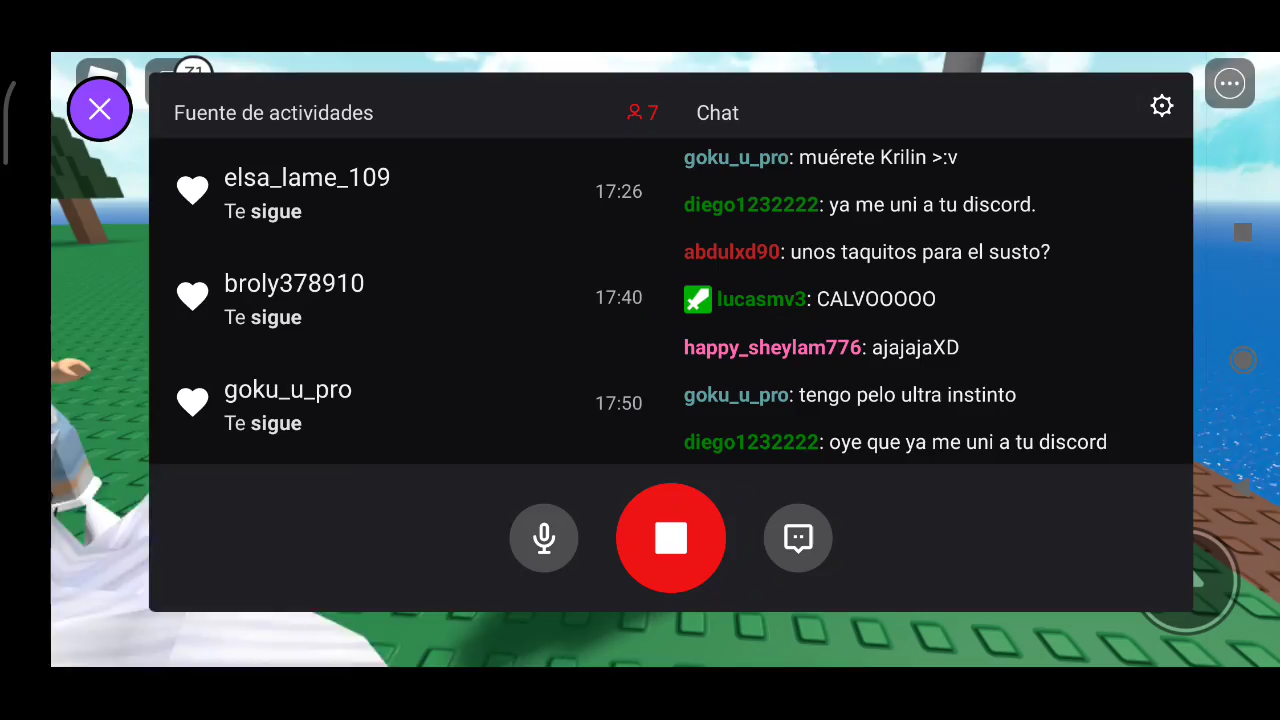 Fuente de actividades
7
Chat
elsa_lame_109
Te sigue
17:26
broly378910
Te sigue
17:40
goku_u_pro
Te sigue
17:50
goku_u_pro: muérete Krilin >:v
diego1232222: ya me uni a tu discord.
abdulxd90: unos taquitos para el susto?
lucasmv3: CALVOOOOO
happy_sheylam776: ajajajaXD
goku_u_pro: tengo pelo ultra instinto
diego1232222: oye que ya me uni a tu discord